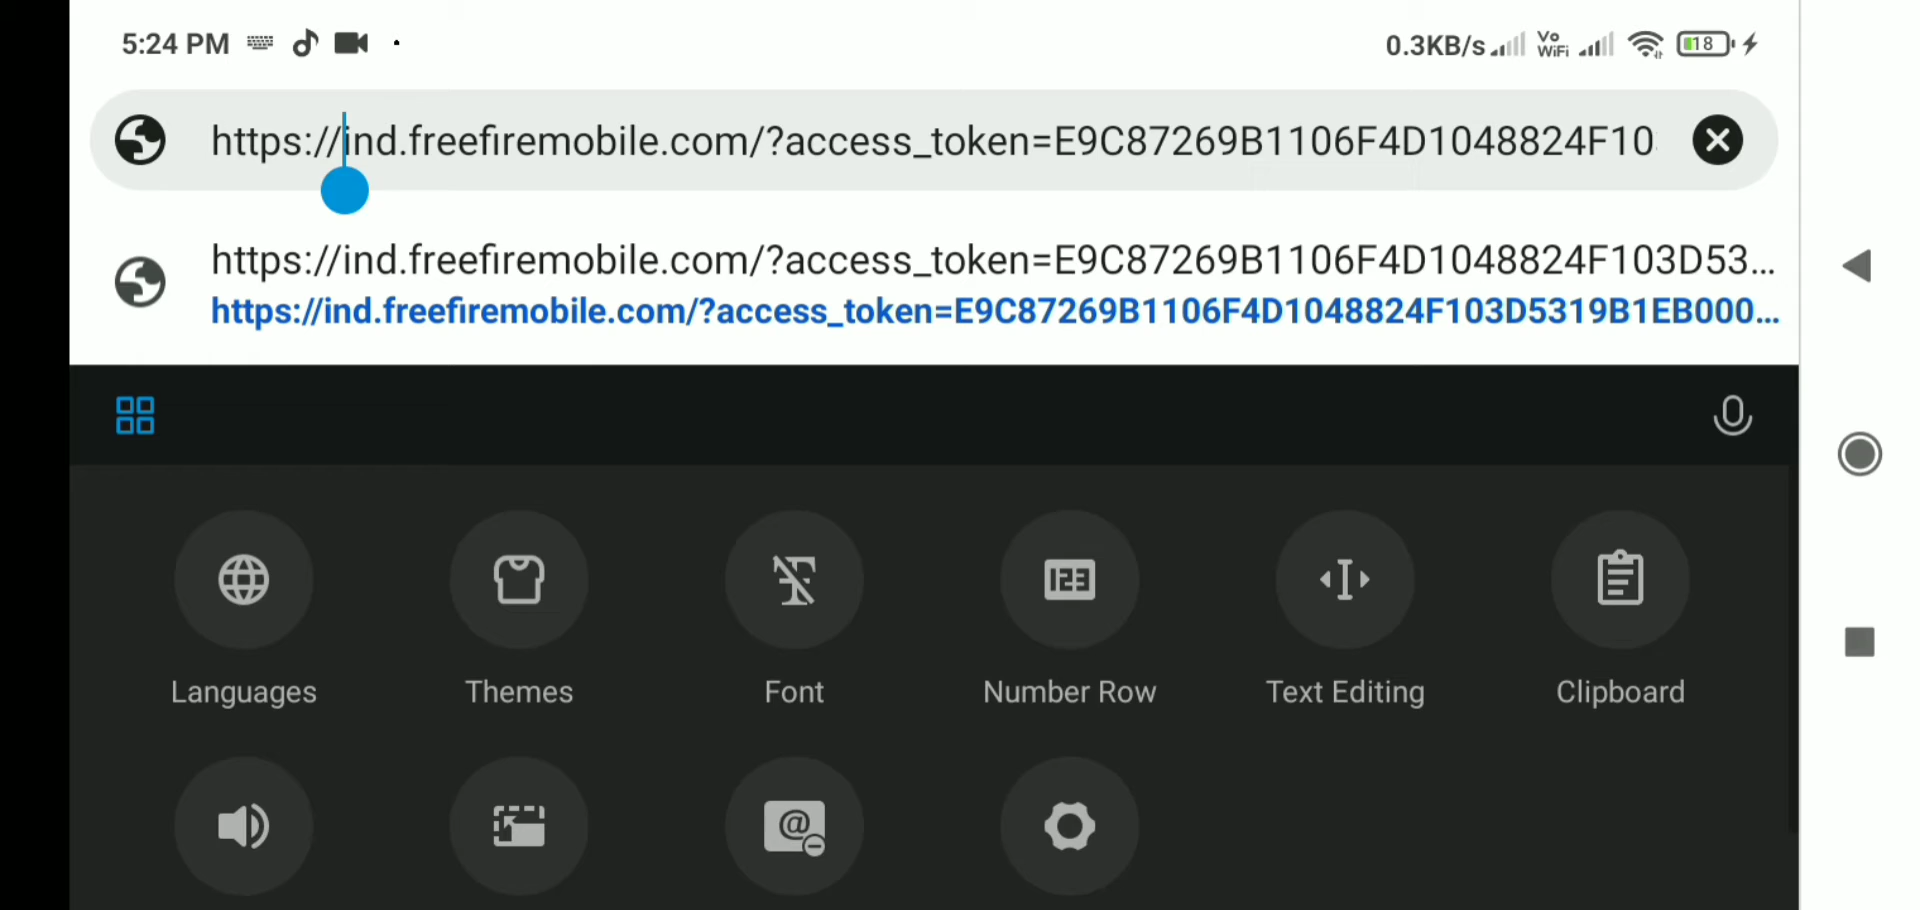 5:24 PM
0.3KB/s Vo WiFi 18
https://ind.freefiremobile.com/?access_token=E9C87269B1106F4D1048824F10
https://ind.freefiremobile.com/?access_token=E9C87269B1106F4D1048824F103D53...
https://ind.freefiremobile.com/?access_token=E9C87269B1106F4D1048824F103D5319B1EB000...
123
Languages Themes Font Number Row Text Editing Clipboard
@